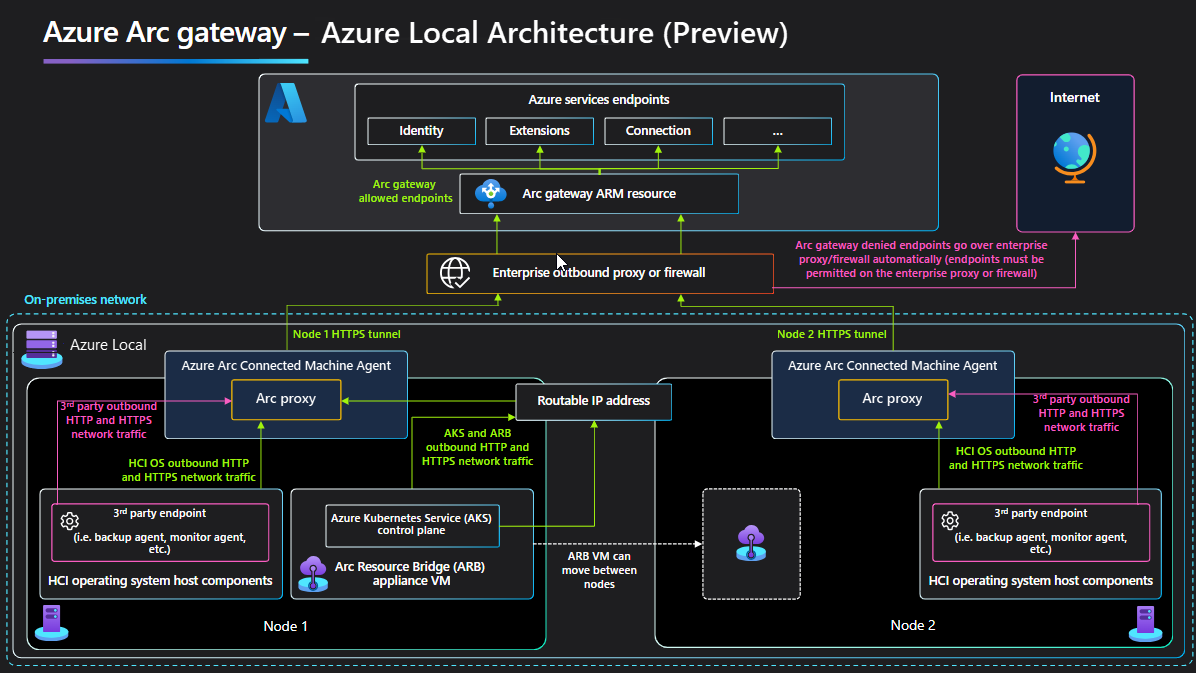 Azure Arc gateway – Azure Local Architecture (Preview)
Azure services endpoints
Identity
Extensions
Connection
...
Internet
Arc gateway
allowed endpoints
Arc gateway ARM resource
Arc gateway denied endpoints go over enterprise
proxy/firewall automatically (endpoints must be
permitted on the enterprise proxy or firewall)
Enterprise outbound proxy or firewall
On-premises network
Azure Local
Node 1 HTTPS tunnel
Node 2 HTTPS tunnel
Azure Arc Connected Machine Agent
Arc proxy
Routable IP address
Azure Arc Connected Machine Agent
Arc proxy
3rd party outbound
HTTP and HTTPS
network traffic
HCI OS outbound HTTP
and HTTPS network traffic
AKS and ARB
outbound HTTP and
HTTPS network traffic
3rd party outbound
HTTP and HTTPS
network traffic
HCI OS outbound HTTP
and HTTPS network traffic
3rd party endpoint
(i.e. backup agent, monitor agent,
etc.)
HCI operating system host components
Azure Kubernetes Service (AKS)
control plane
Arc Resource Bridge (ARB)
appliance VM
ARB VM can
move between
nodes
3rd party endpoint
(i.e. backup agent, monitor agent,
etc.)
HCI operating system host components
Node 1
Node 2